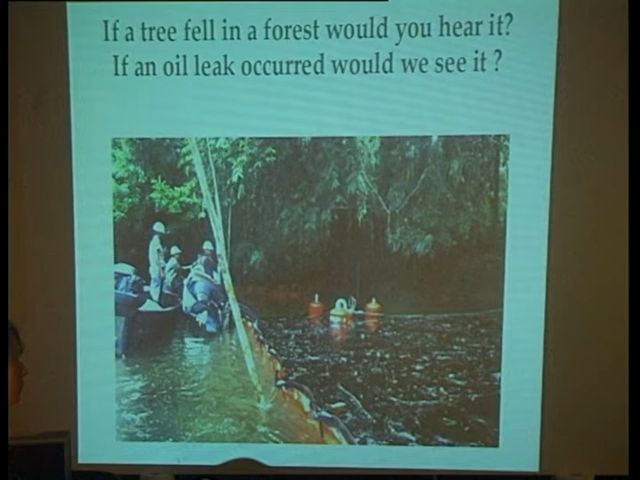 If a tree fell in a forest would you hear it?
If an oil leak occurred would we see it ?